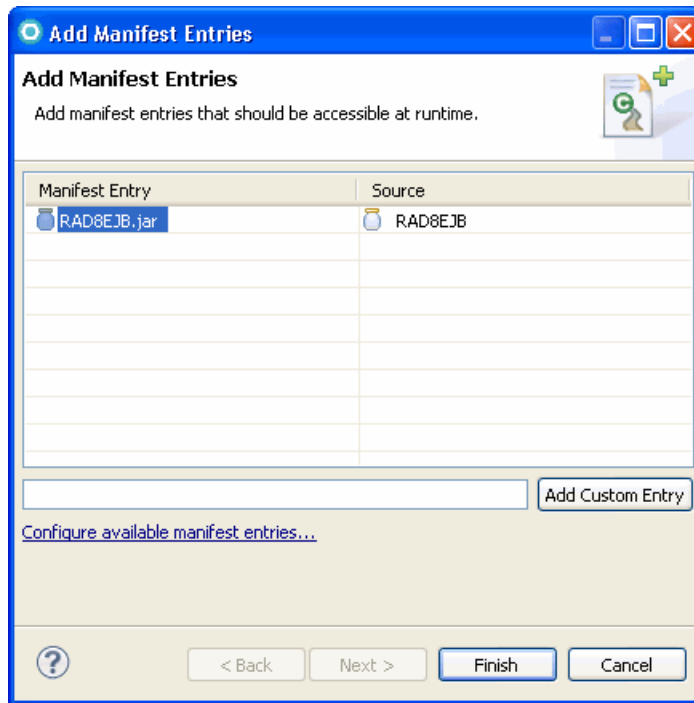 Add Manifest Entries
Add Manifest Entries
Add manifest entries that should be accessible at runtime.
Manifest Entry Source
RAD8EJB.jar RAD8EJB
Add Custom Entry
Configure available manifest entries...
? < Back Next > Finish Cancel